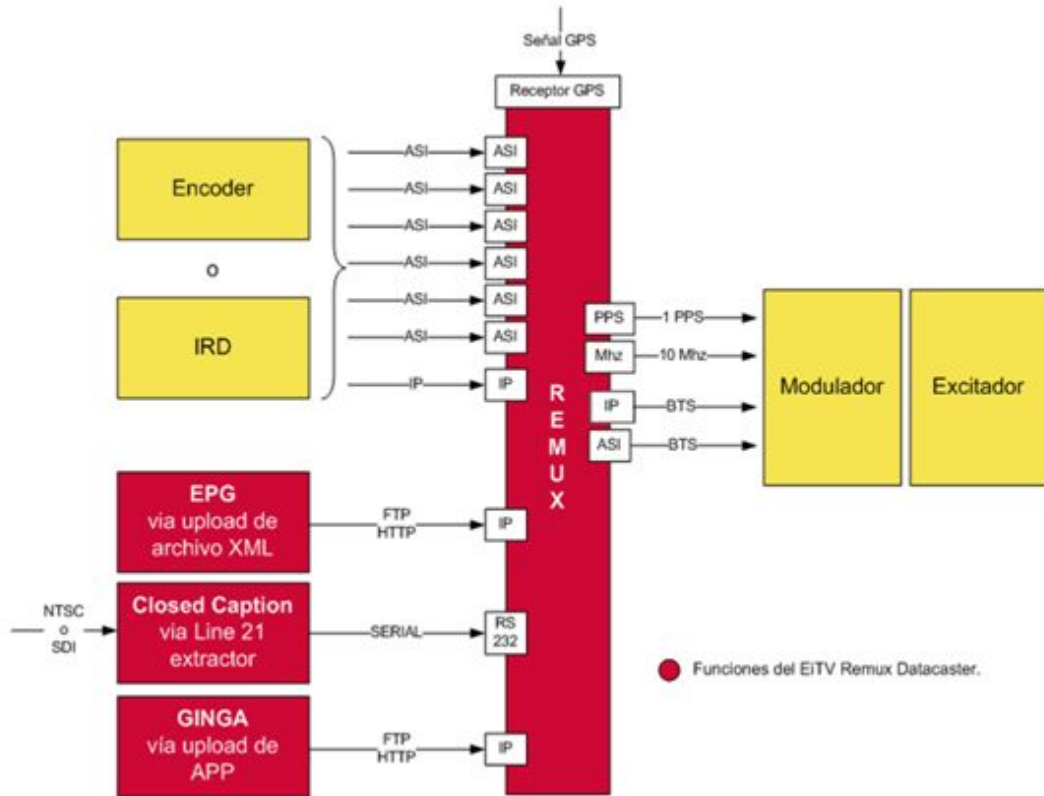 Señal GPS
Receptor GPS
Encoder
o
IRD
ASI
ASI
ASI
ASI
ASI
ASI
IP
ASI
ASI
ASI
ASI
ASI
ASI
IP
REMUX
PPS
Mhz
IP
ASI
1 PPS
10 Mhz
BTS
BTS
Modulador
Excitador
EPG
via upload de
archivo XML
FTP
HTTP
IP
NTSC
o
SDI
Closed Caption
via Line 21
extractor
SERIAL
RS
232
Funciones del EiTV Remux Datacaster.
GINGA
vía upload de
APP
FTP
HTTP
IP